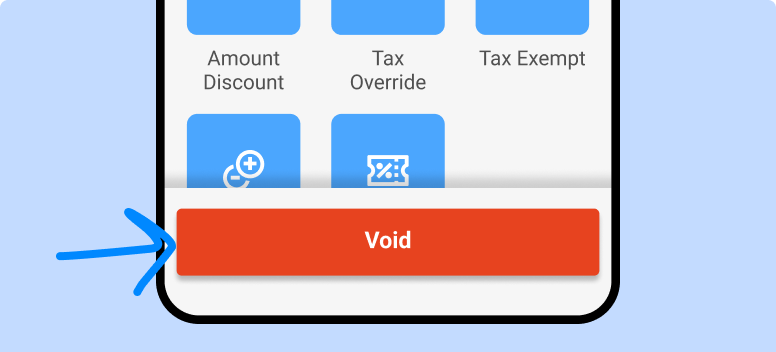 Amount
Discount
Tax
Override
Tax Exempt
Void